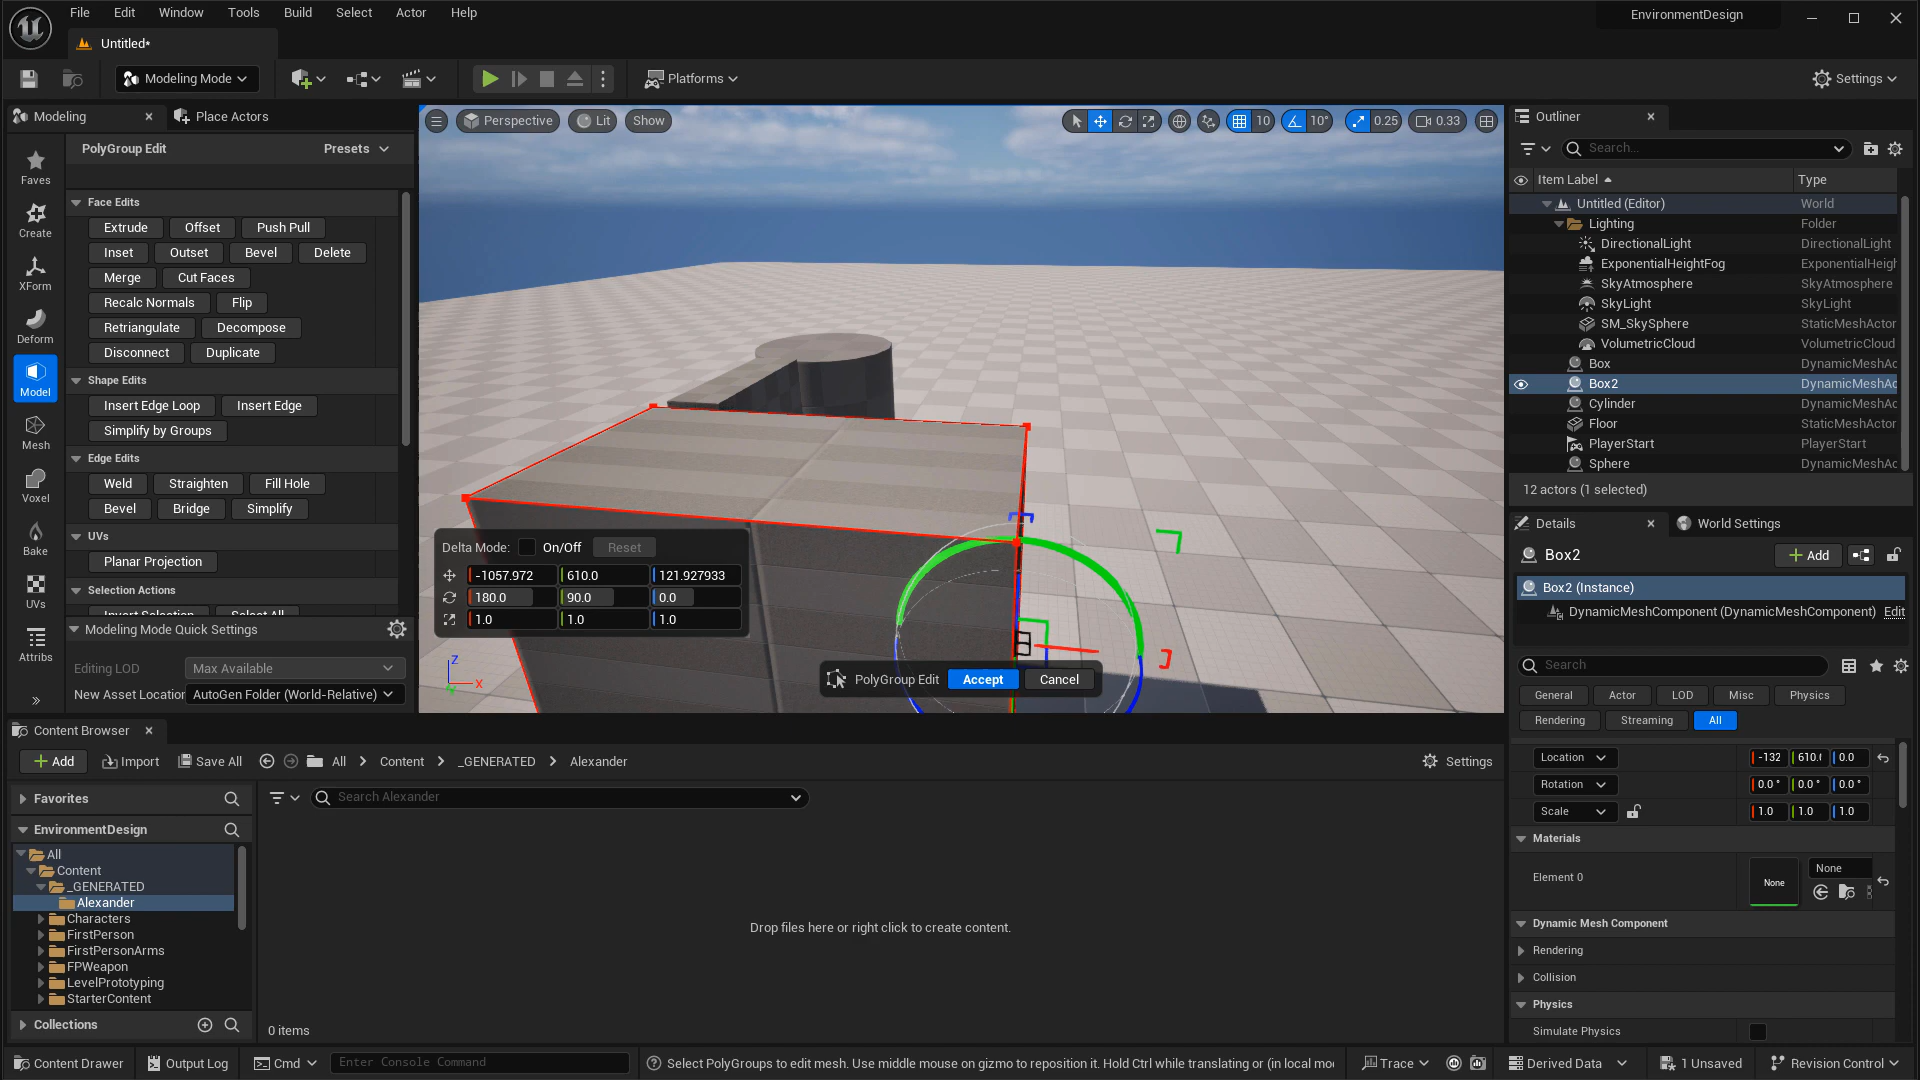 File Edit Window Tools Build Select Actor Help
EnvironmentDesign
Untitled*
Modeling Mode
Platforms
Settings
Modeling
Place Actors
PolyGroup Edit
Presets
Faves
Create
XForm
Deform
Model
Mesh
Voxel
Bake
UVs
Attribs
Face Edits
Extrude Offset Push Pull
Inset Outset Bevel Delete
Merge Cut Faces
Recalc Normals Flip
Retriangulate Decompose
Disconnect Duplicate
Shape Edits
Insert Edge Loop Insert Edge
Simplify by Groups
Edge Edits
Weld Straighten Fill Hole
Bevel Bridge Simplify
UVs
Planar Projection
Selection Actions
Invert Selection Select All
Modeling Mode Quick Settings
Editing LOD Max Available
New Asset Location AutoGen Folder (World-Relative)
Perspective Lit Show
10 10° 0.25 0.33
Delta Mode: On/Off Reset
-1057.972 610.0 121.927933
180.0 90.0 0.0
1.0 1.0 1.0
Z
X
Y
PolyGroup Edit Accept Cancel
Outliner
Search...
Item Label Type
Untitled (Editor) World
Lighting Folder
DirectionalLight DirectionalLight
ExponentialHeightFog ExponentialHeigh
SkyAtmosphere SkyAtmosphere
SkyLight SkyLight
SM_SkySphere StaticMeshActor
VolumetricCloud VolumetricCloud
Box DynamicMeshAc
Box2 DynamicMeshAc
Cylinder DynamicMeshAc
Floor StaticMeshActor
PlayerStart PlayerStart
Sphere DynamicMeshAc
12 actors (1 selected)
Details
World Settings
Box2
Add
Box2 (Instance)
DynamicMeshComponent (DynamicMeshComponent) Edit
Search
General Actor LOD Misc Physics
Rendering Streaming All
Location -132 610.0 0.0
Rotation 0.0° 0.0° 0.0°
Scale 1.0 1.0 1.0
Materials
Element 0 None None
Dynamic Mesh Component
Rendering
Collision
Physics
Simulate Physics
Content Browser
Add Import Save All All Content _GENERATED Alexander Settings
Favorites
Search Alexander
EnvironmentDesign
All
Content
_GENERATED
Alexander
Characters
FirstPerson
FirstPersonArms
FPWeapon
LevelPrototyping
StarterContent
Collections
Drop files here or right click to create content.
0 items
Content Drawer Output Log Cmd Enter Console Command Select PolyGroups to edit mesh. Use middle mouse on gizmo to reposition it. Hold Ctrl while translating or (in local mo Trace Derived Data 1 Unsaved Revision Control